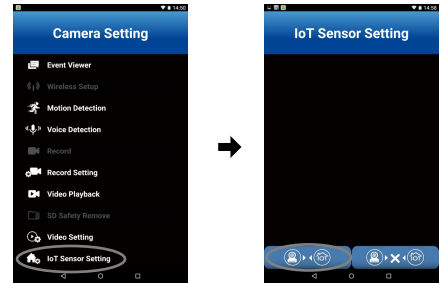 14:50
Camera Setting
Event Viewer
Wireless Setup
Motion Detection
Voice Detection
Record
Record Setting
Video Playback
SD Safety Remove
Video Setting
IoT Sensor Setting
14:58
IoT Sensor Setting
IOT
IOT